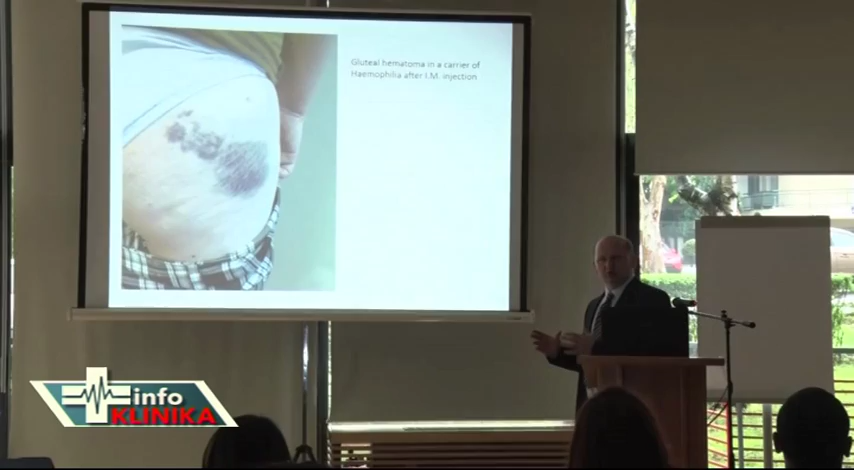 Gluteal hematoma in a carrier of
Haemophilia after I.M. injection
info
KLINIKA